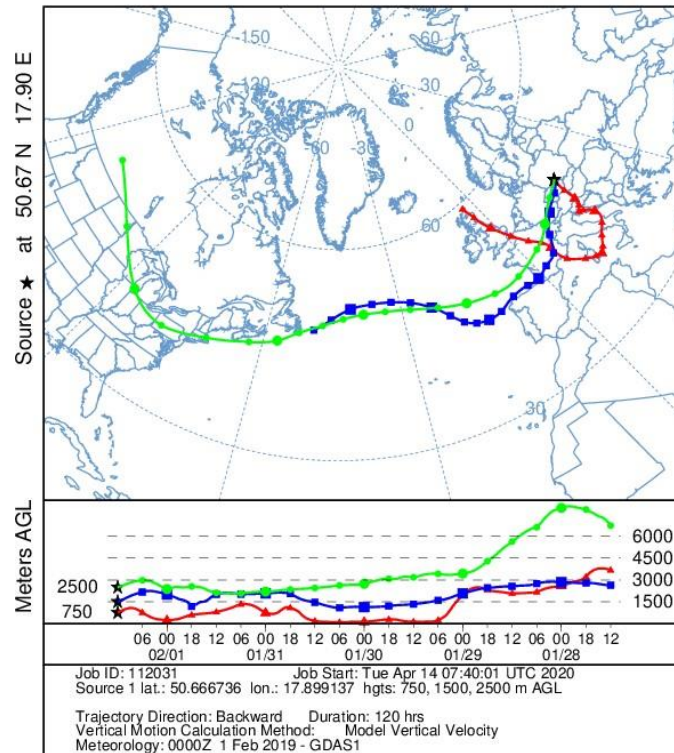 Source ★ at 50.67 N 17.90 E
150
120
90
60
30
0
-30
60
60
30
30
Meters AGL
6000
4500
3000
1500
2500
750
06 00 18 12 06 00 18 12 06 00 18 12 06 00 18 12 06 00 18 12
02/01 01/31 01/30 01/29 01/28
Job ID: 112031 Job Start: Tue Apr 14 07:40:01 UTC 2020
Source 1 lat.: 50.666736 lon.: 17.899137 hgts: 750, 1500, 2500 m AGL
Trajectory Direction: Backward Duration: 120 hrs
Vertical Motion Calculation Method: Model Vertical Velocity
Meteorology: 0000Z 1 Feb 2019 - GDAS1